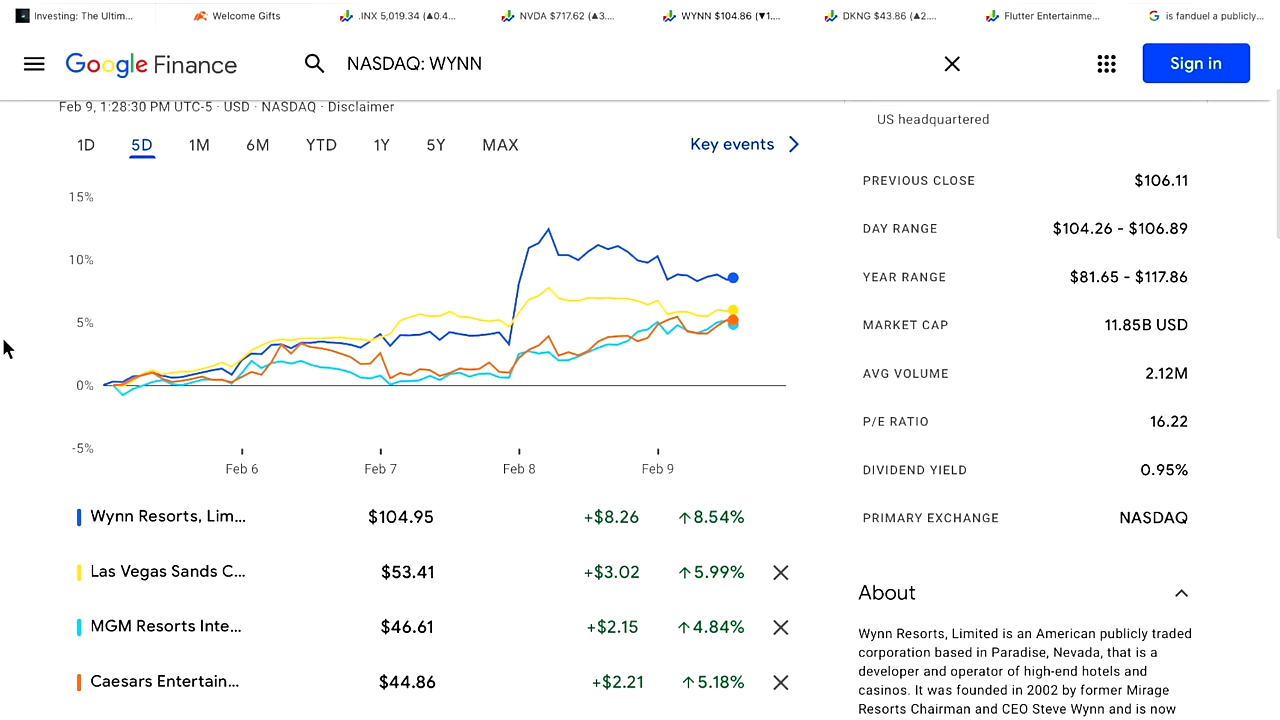 Investing: The Ultim...
Welcome Gifts
.INX 5,019.34 (▲0.4...
NVDA $717.62 (▲3....
WYNN $104.86 (▼1....
DKNG $43.86 (▲2....
Flutter Entertainme...
is fanduel a publicly...
Google Finance
NASDAQ: WYNN
Sign in
Feb 9, 1:28:30 PM UTC-5 · USD · NASDAQ · Disclaimer
US headquartered
1D 5D 1M 6M YTD 1Y 5Y MAX
Key events
15%
10%
5%
0%
-5%
Feb 6 Feb 7 Feb 8 Feb 9
Wynn Resorts, Lim... $104.95 +$8.26 ↑8.54%
Las Vegas Sands C... $53.41 +$3.02 ↑5.99%
MGM Resorts Inte... $46.61 +$2.15 ↑4.84%
Caesars Entertain... $44.86 +$2.21 ↑5.18%
PREVIOUS CLOSE $106.11
DAY RANGE $104.26 - $106.89
YEAR RANGE $81.65 - $117.86
MARKET CAP 11.85B USD
AVG VOLUME 2.12M
P/E RATIO 16.22
DIVIDEND YIELD 0.95%
PRIMARY EXCHANGE NASDAQ
About
Wynn Resorts, Limited is an American publicly traded
corporation based in Paradise, Nevada, that is a
developer and operator of high-end hotels and
casinos. It was founded in 2002 by former Mirage
Resorts Chairman and CEO Steve Wynn and is now